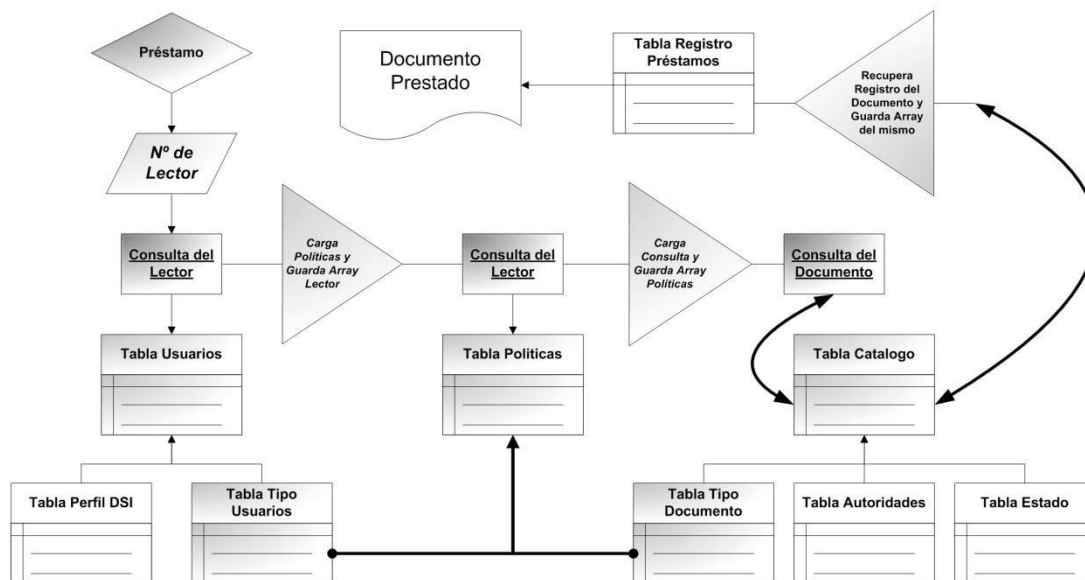 Préstamo
Documento
Prestado
Tabla Registro
Préstamos
Recupera
Registro del
Documento y
Guarda Array
del mismo
Nº de
Lector
Consulta del
Lector
Carga
Políticas y
Guarda Array
Lector
Consulta del
Lector
Carga
Consulta y
Guarda Array
Políticas
Consulta del
Documento
Tabla Usuarios
Tabla Politicas
Tabla Catalogo
Tabla Perfil DSI
Tabla Tipo
Usuarios
Tabla Tipo
Documento
Tabla Autoridades
Tabla Estado